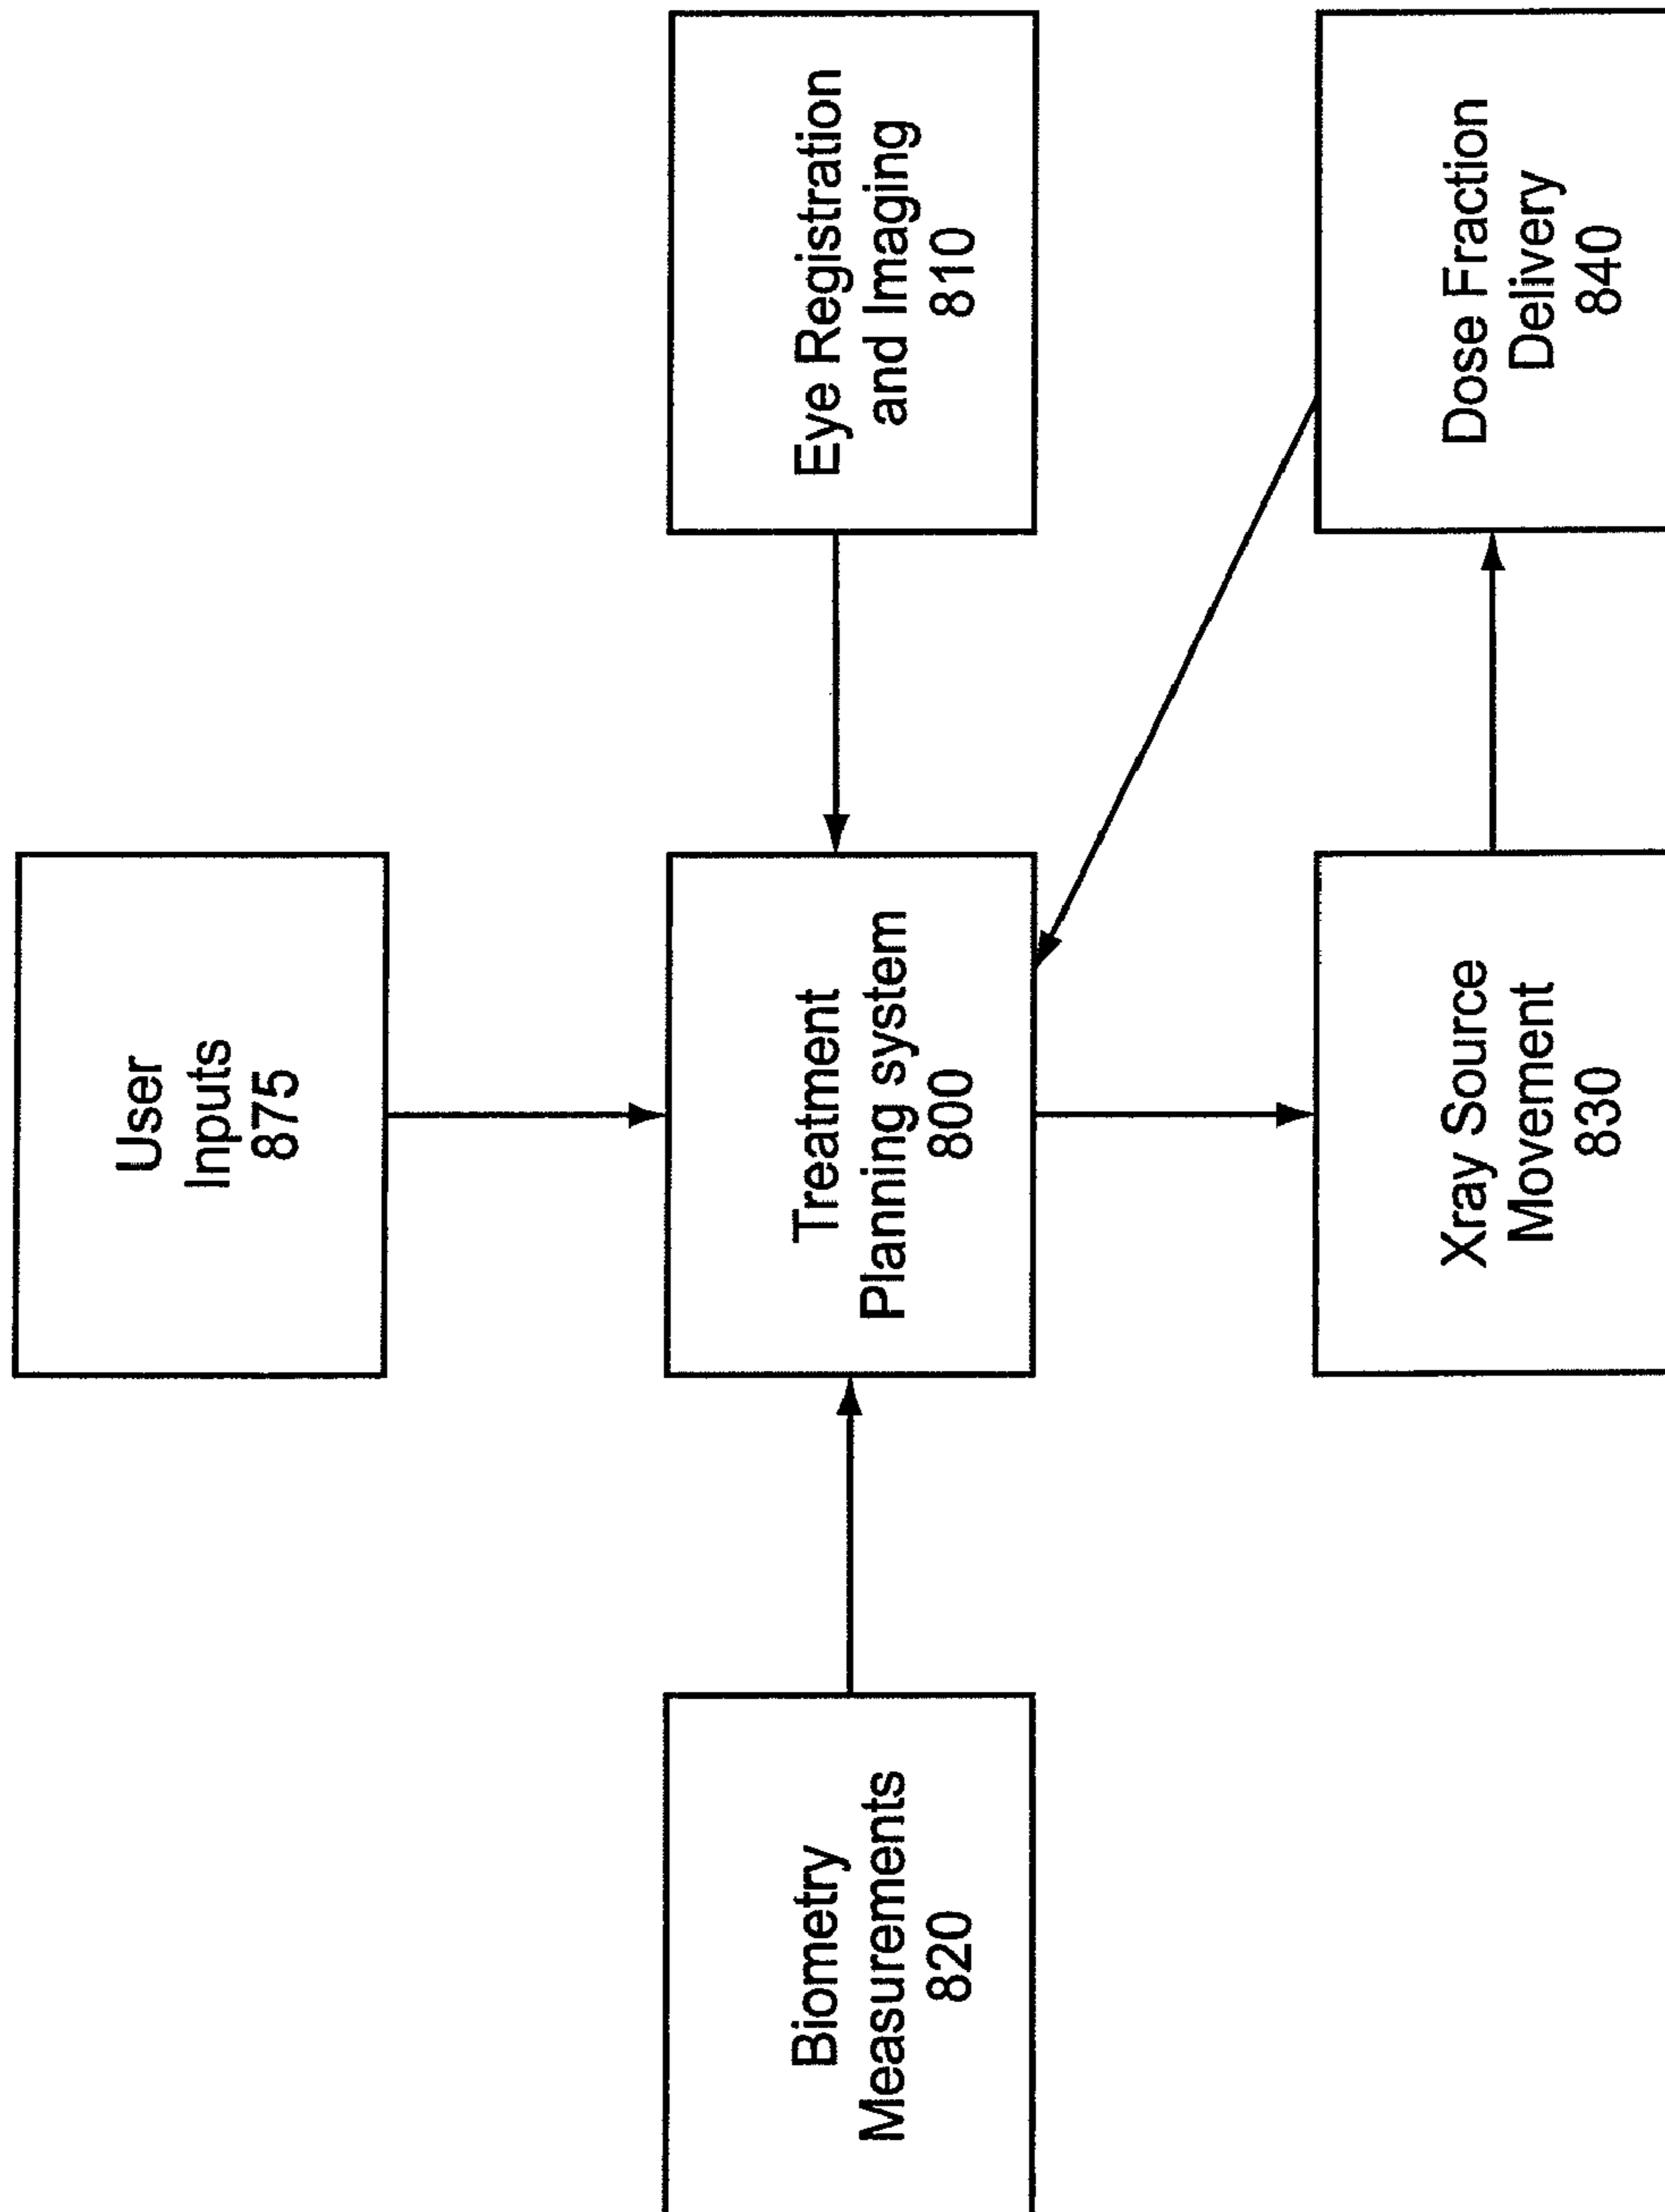 User
Inputs
875
Biometry
Measurements
820
Treatment
Planning system
800
Eye Registration
and Imaging
810
Xray Source
Movement
830
Dose Fraction
Delivery
840